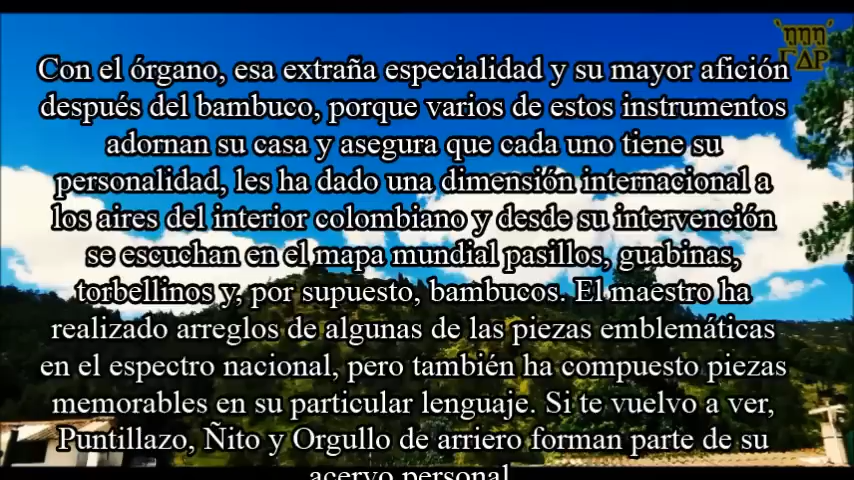 ηηη
ΓΔΡ
Con el órgano, esa extraña especialidad y su mayor afición
después del bambuco, porque varios de estos instrumentos
adornan su casa y asegura que cada uno tiene su
personalidad, les ha dado una dimensión internacional a
los aires del interior colombiano y desde su intervención
se escuchan en el mapa mundial pasillos, guabinas,
torbellinos y, por supuesto, bambucos. El maestro ha
realizado arreglos de algunas de las piezas emblemáticas
en el espectro nacional, pero también ha compuesto piezas
memorables en su particular lenguaje. Si te vuelvo a ver,
Puntillazo, Ñito y Orgullo de arriero forman parte de su
acervo personal